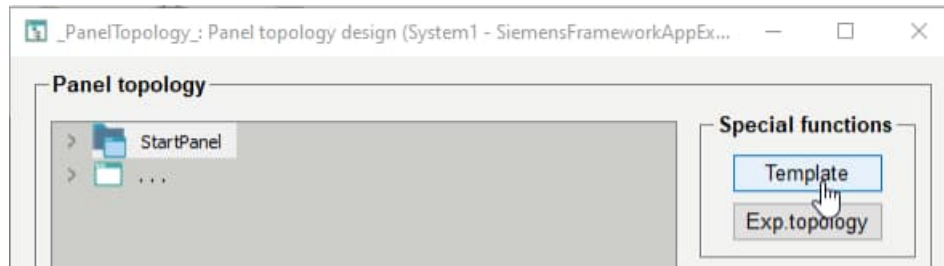 _PanelTopology_: Panel topology design (System1 - SiemensFrameworkAppEx...
Panel topology
StartPanel
...
Special functions
Template
Exp.topology